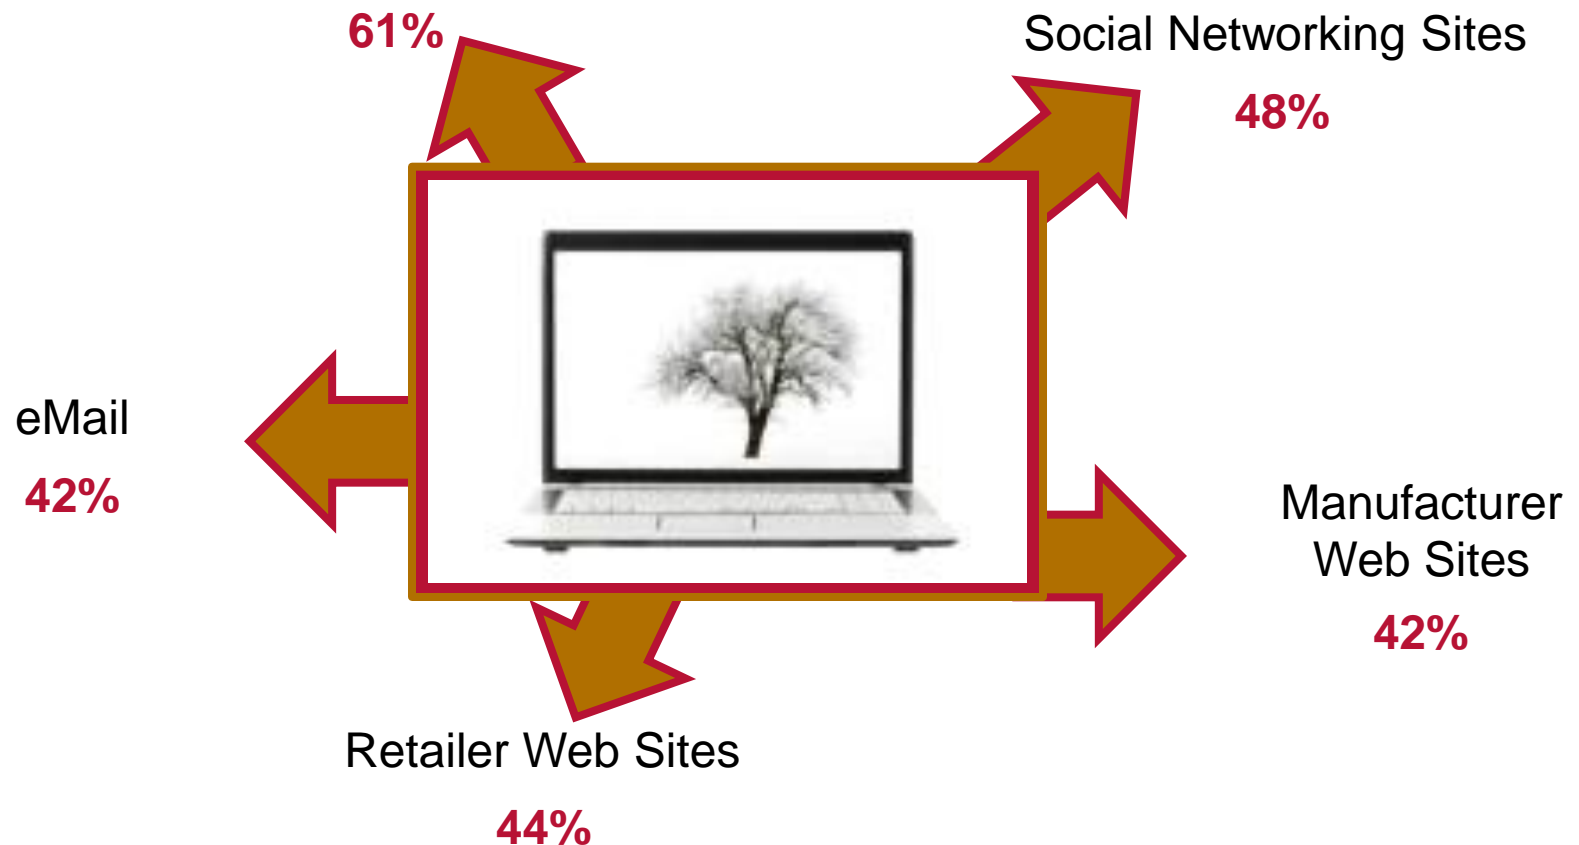 61%
Social Networking Sites
48%
eMail
42%
Manufacturer
Web Sites
42%
Retailer Web Sites
44%